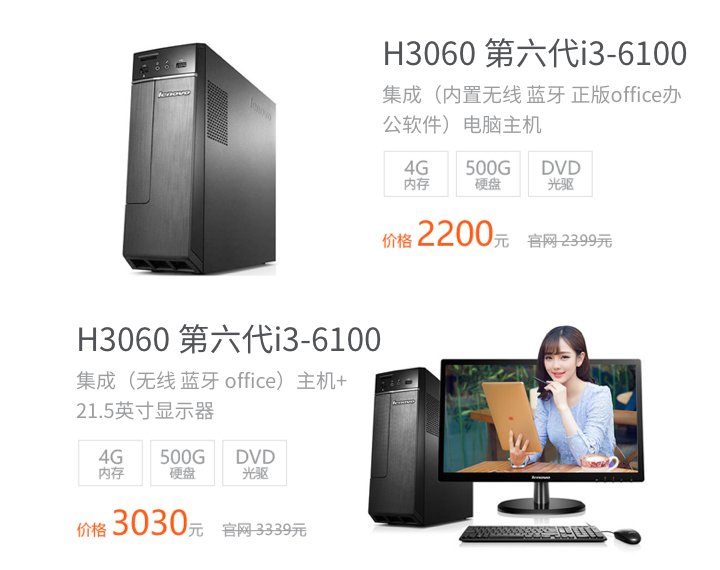 H3060 第六代i3-6100
集成（内置无线 蓝牙 正版office办
公软件）电脑主机
4G 500G DVD
内存 硬盘 光驱
价格 2200元 官网 2399元
lenovo
H3060 第六代i3-6100
集成（无线 蓝牙 office）主机+
21.5英寸显示器
4G 500G DVD
内存 硬盘 光驱
价格 3030元 官网 3339元
lenovo
lenovo